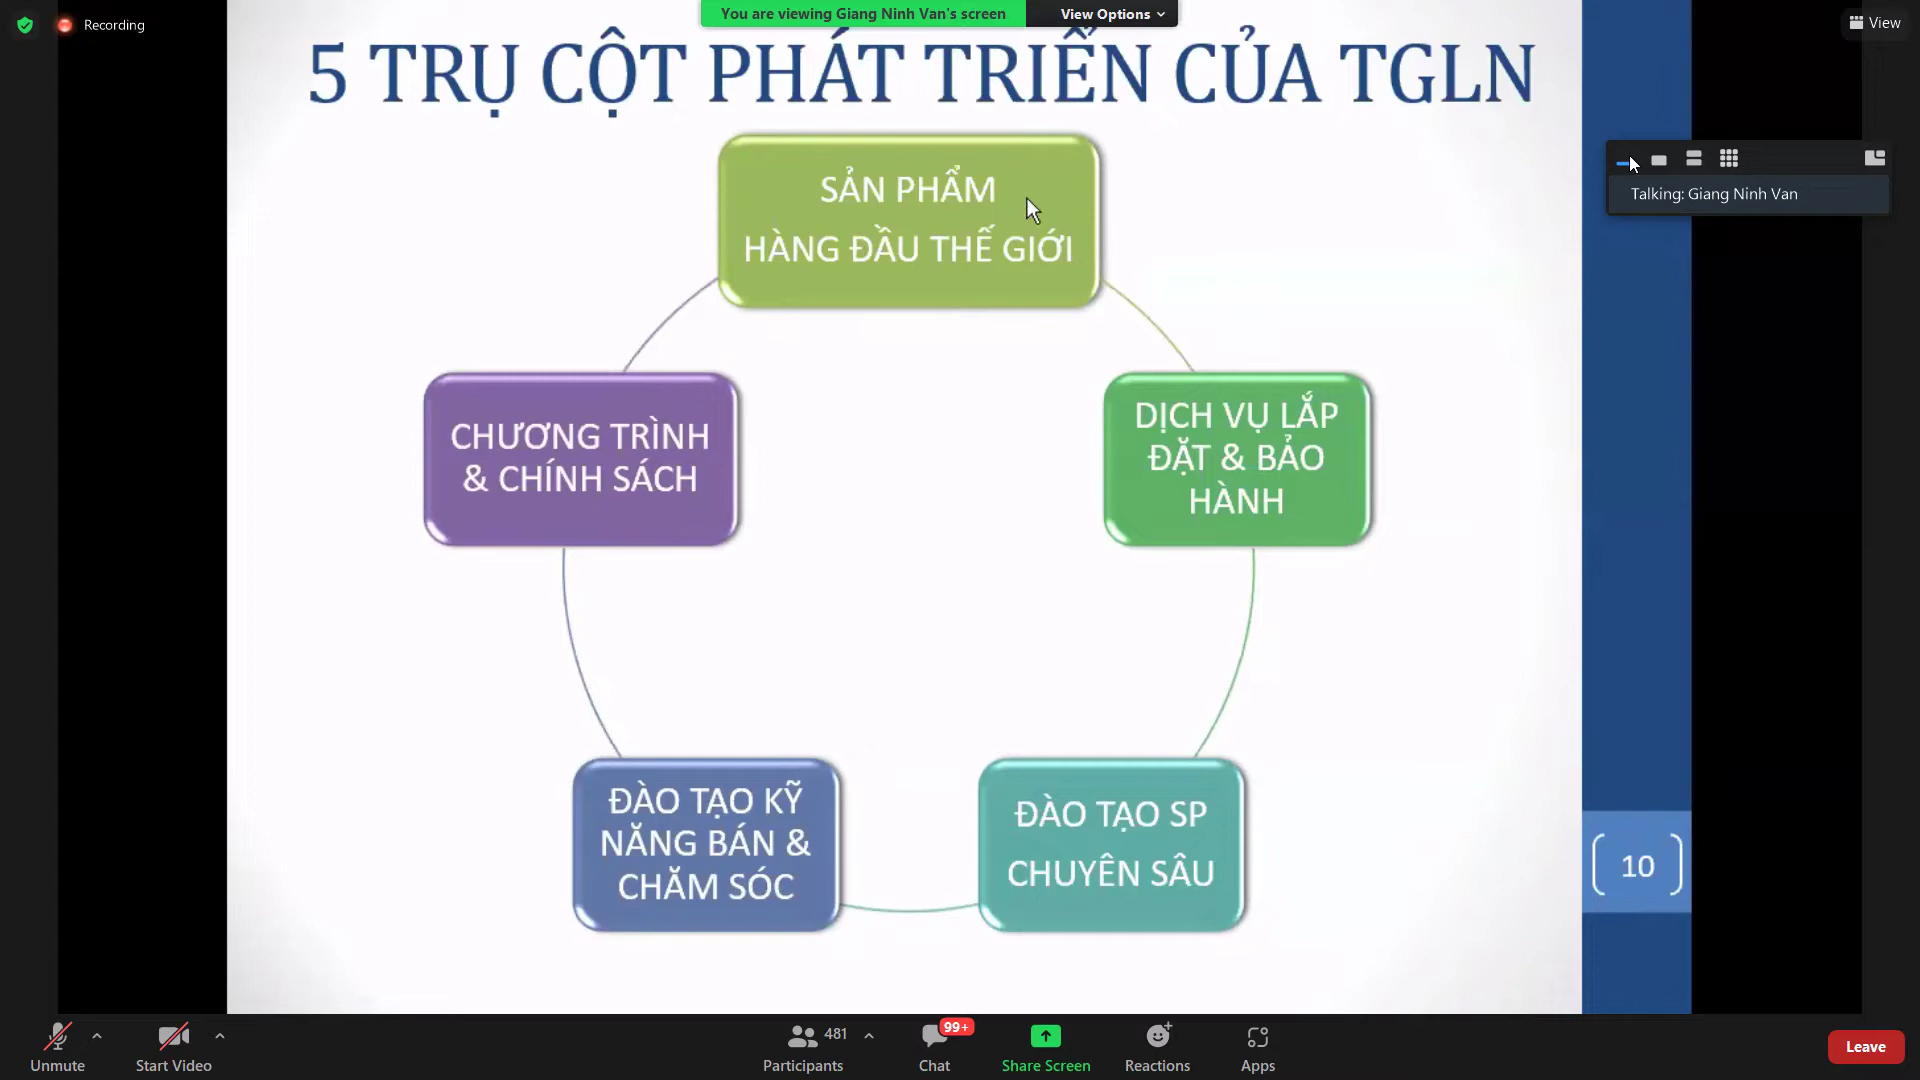 Recording
You are viewing Giang Ninh Van's screen
View Options
View
5 TRỤ CỘT PHÁT TRIỂN CỦA TGLN
SẢN PHẨM
HÀNG ĐẦU THẾ GIỚI
Talking: Giang Ninh Van
CHƯƠNG TRÌNH
& CHÍNH SÁCH
DỊCH VỤ LẮP
ĐẶT & BẢO
HÀNH
ĐÀO TẠO KỸ
NĂNG BÁN &
CHĂM SÓC
ĐÀO TẠO SP
CHUYÊN SÂU
10
Unmute
Start Video
481
Participants
99+
Chat
Share Screen
Reactions
Apps
Leave